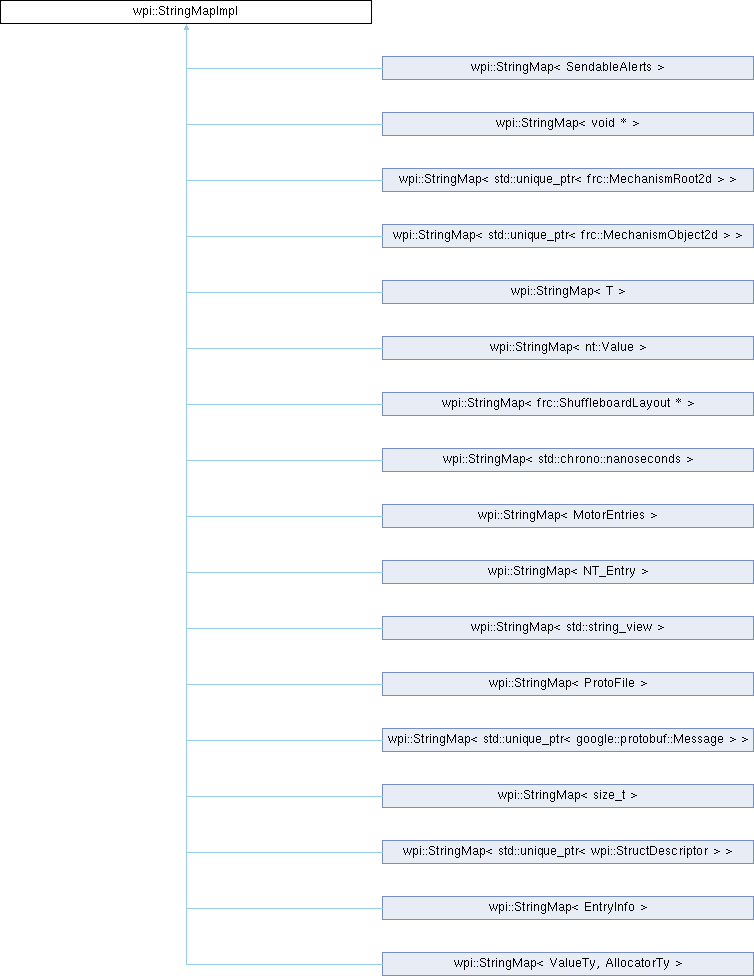 wpi::StringMapImpl
wpi::StringMap< SendableAlerts >
wpi::StringMap< void * >
wpi::StringMap< std::unique_ptr< frc::MechanismRoot2d > >
wpi::StringMap< std::unique_ptr< frc::MechanismObject2d > >
wpi::StringMap< T >
wpi::StringMap< nt::Value >
wpi::StringMap< frc::ShuffleboardLayout * >
wpi::StringMap< std::chrono::nanoseconds >
wpi::StringMap< MotorEntries >
wpi::StringMap< NT_Entry >
wpi::StringMap< std::string_view >
wpi::StringMap< ProtoFile >
wpi::StringMap< std::unique_ptr< google::protobuf::Message > >
wpi::StringMap< size_t >
wpi::StringMap< std::unique_ptr< wpi::StructDescriptor > >
wpi::StringMap< EntryInfo >
wpi::StringMap< ValueTy, AllocatorTy >